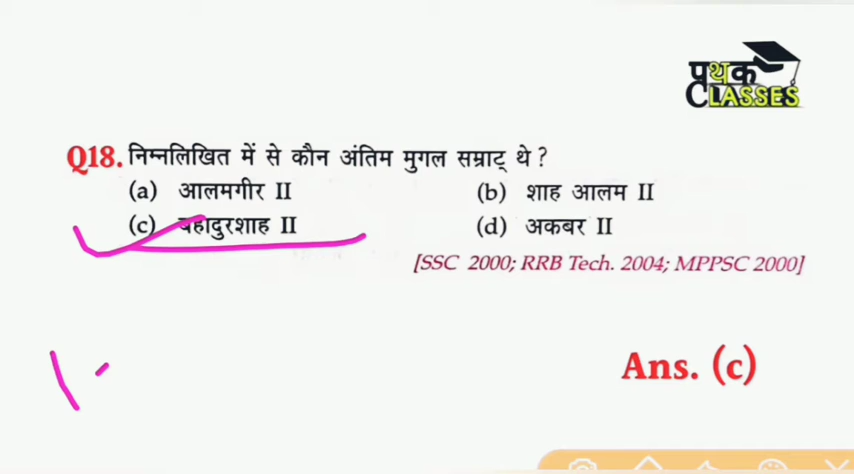 पथक
CLASSES
Q18. निम्नलिखित में से कौन अंतिम मुगल सम्राट् थे ?
(a) आलमगीर II (b) शाह आलम II
(c) बहादुरशाह II (d) अकबर II
[SSC 2000; RRB Tech. 2004; MPPSC 2000]
Ans. (c)